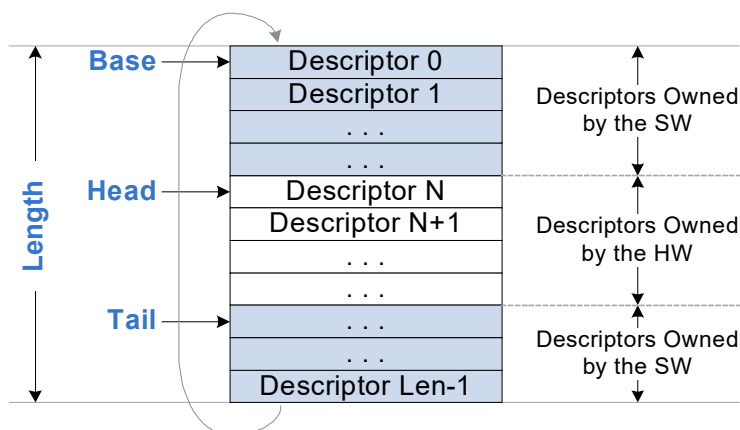 Base
Head
Tail
Length
Descriptor 0
Descriptor 1
. . .
. . .
Descriptor N
Descriptor N+1
. . .
. . .
. . .
. . .
Descriptor Len-1
Descriptors Owned
by the SW
Descriptors Owned
by the HW
Descriptors Owned
by the SW